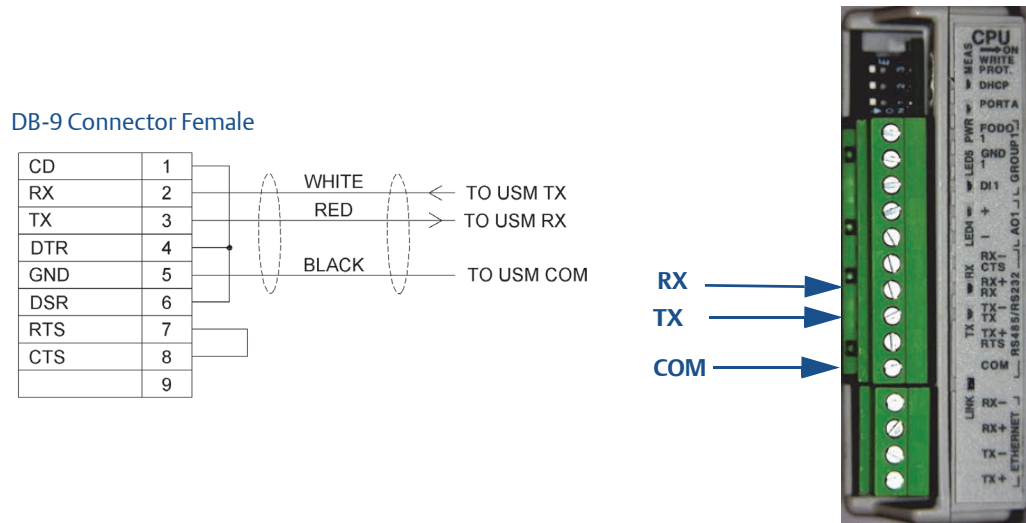 DB-9 Connector Female
CD 1
RX 2
TX 3
DTR 4
GND 5
DSR 6
RTS 7
CTS 8
9
WHITE
RED
BLACK
TO USM TX
TO USM RX
TO USM COM
RX
TX
COM
CPU
ON
WRITE
PROT.
MEAS
DHCP
PORT A
PWR
FODO
1
GND
1
LED5
DI 1
GROUP1
+
LED4
-
AO1
RX-
CTS
RX+
RX
RX
TX-
TX
TX
TX+
RTS
RS485/RS232
COM
LINK
RX-
RX+
TX-
TX+
ETHERNET